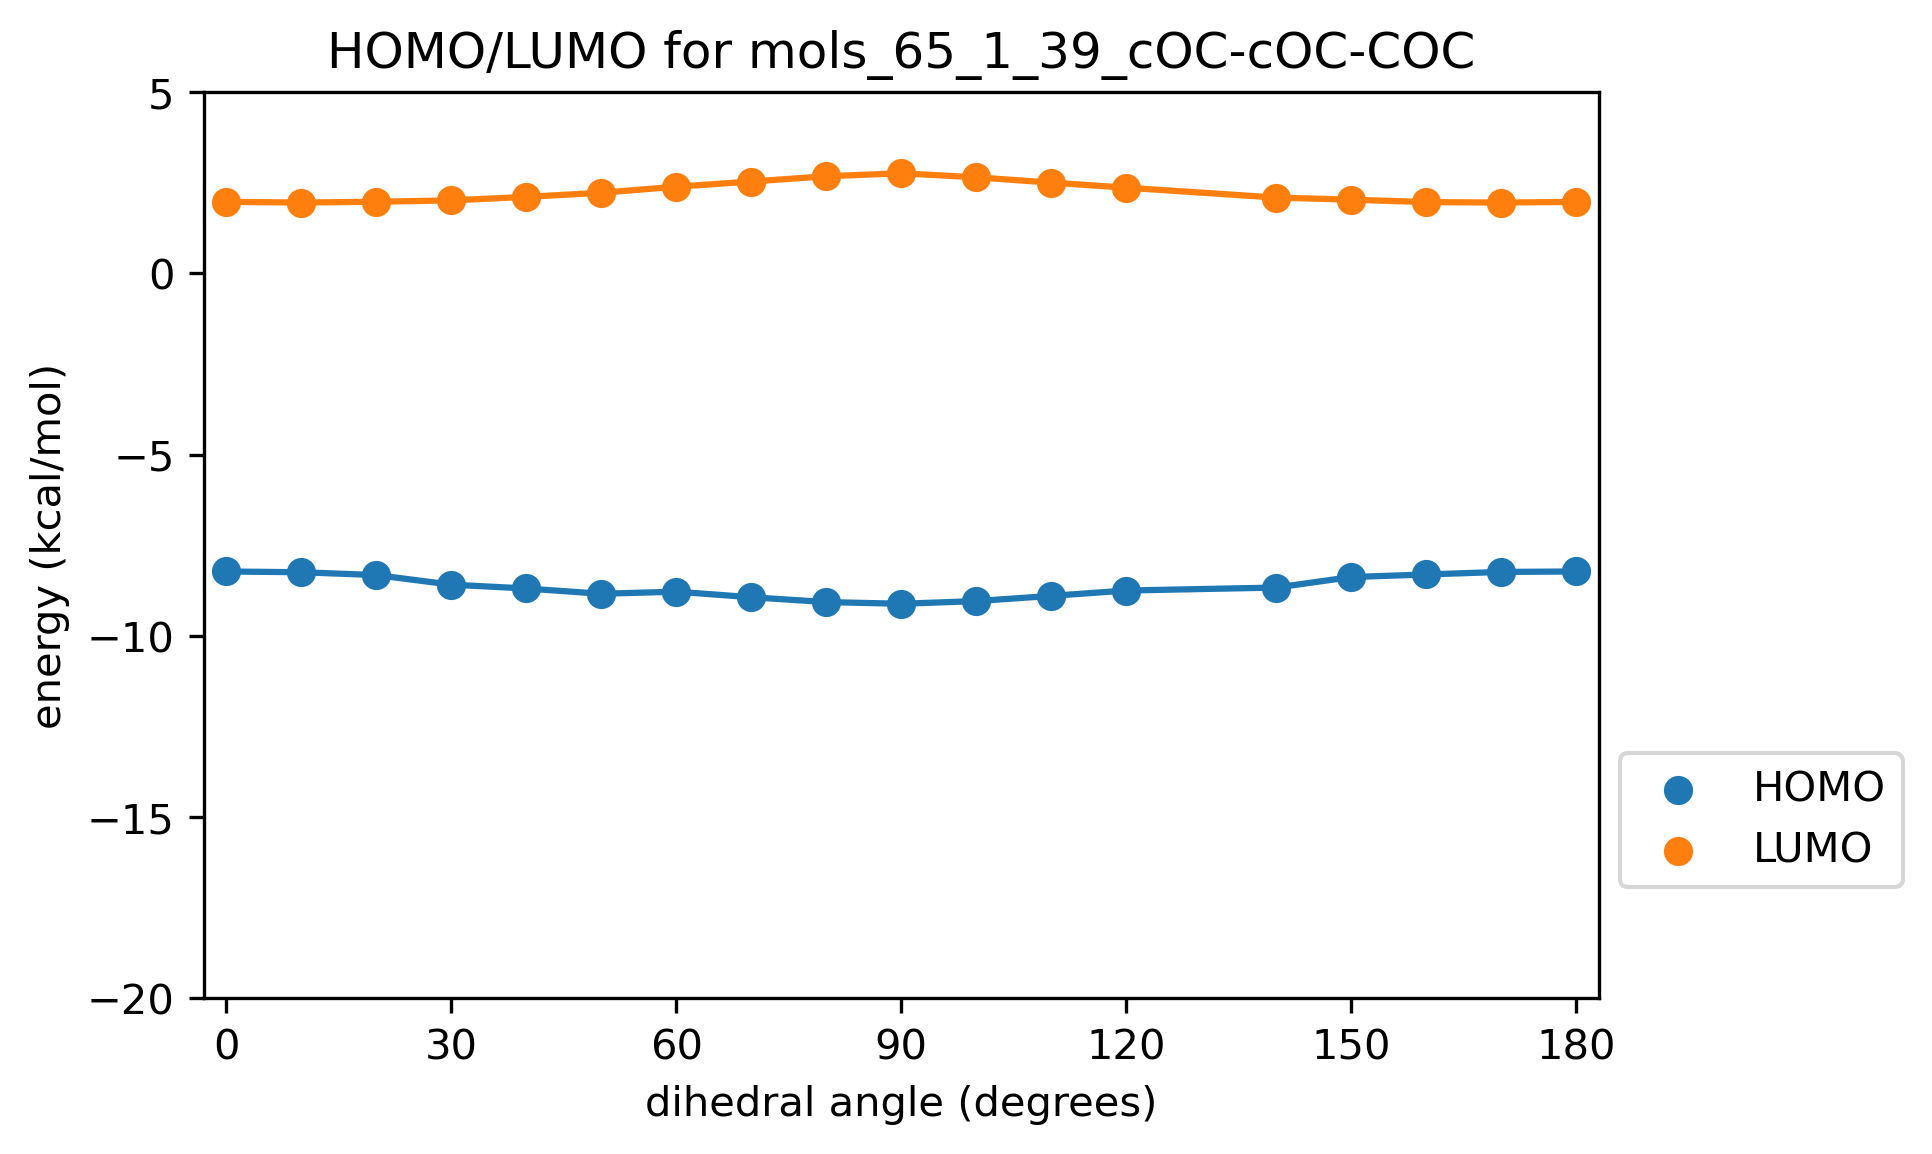 HOMO/LUMO for mols_65_1_39_cOC-cOC-COC
5
0
−5
−10
−15
−20
energy (kcal/mol)
0 30 60 90 120 150 180
dihedral angle (degrees)
HOMO
LUMO